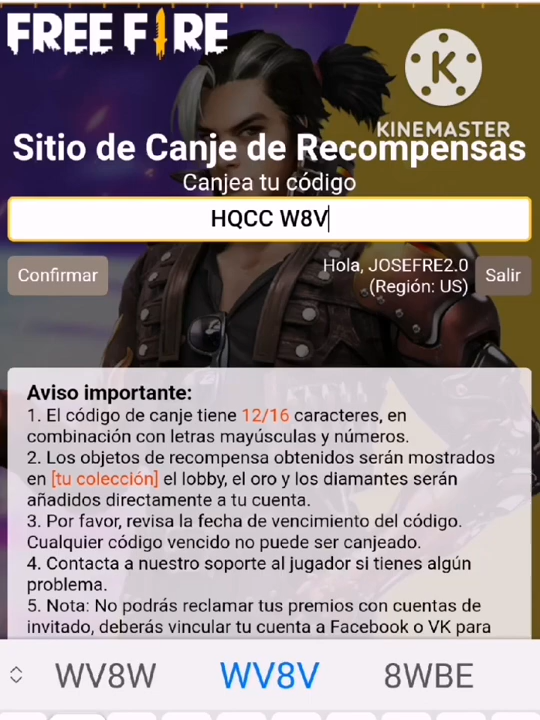 FREE FIRE
KINEMASTER
Sitio de Canje de Recompensas
Canjea tu código
HQCC W8V
Confirmar
Hola, JOSEFRE2.0
(Región: US)
Salir
Aviso importante:
1. El código de canje tiene 12/16 caracteres, en
combinación con letras mayúsculas y números.
2. Los objetos de recompensa obtenidos serán mostrados
en [tu colección] el lobby, el oro y los diamantes serán
añadidos directamente a tu cuenta.
3. Por favor, revisa la fecha de vencimiento del código.
Cualquier código vencido no puede ser canjeado.
4. Contacta a nuestro soporte al jugador si tienes algún
problema.
5. Nota: No podrás reclamar tus premios con cuentas de
invitado, deberás vincular tu cuenta a Facebook o VK para
WV8W WV8V 8WBE